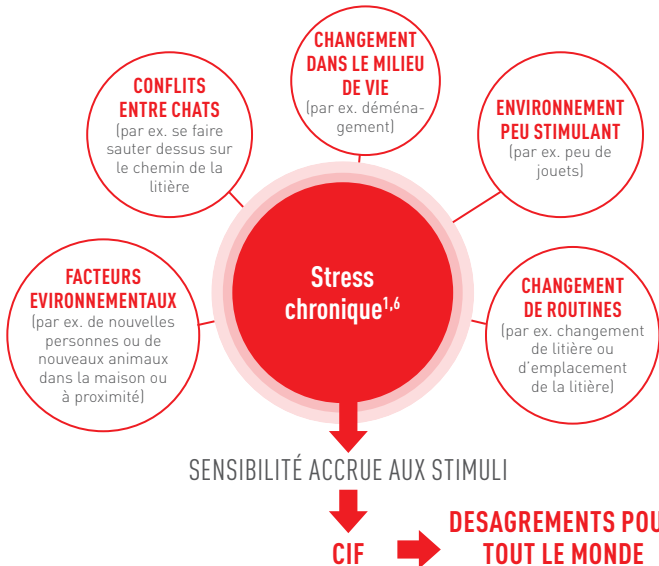 CHANGEMENT
DANS LE MILIEU
DE VIE
(par ex. déména-
gement)
CONFLITS
ENTRE CHATS
(par ex. se faire
sauter dessus sur
le chemin de la
litière
ENVIRONNEMENT
PEU STIMULANT
(par ex. peu de
jouets)
FACTEURS
EVIRONNEMENTAUX
(par ex. de nouvelles
personnes ou de
nouveaux animaux
dans la maison ou
à proximité)
Stress
chronique1,6
CHANGEMENT
DE ROUTINES
(par ex. changement
de litière ou
d'emplacement
de la litière)
SENSIBILITÉ ACCRUE AUX STIMULI
CIF
DESAGREMENTS POU
TOUT LE MONDE